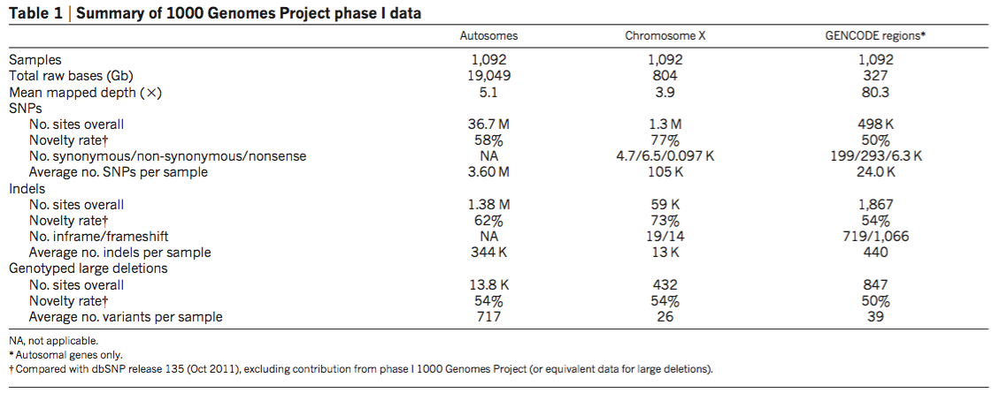 Table 1 | Summary of 1000 Genomes Project phase I data
Autosomes Chromosome X GENCODE regions*
Samples 1,092 1,092 1,092
Total raw bases (Gb) 19,049 804 327
Mean mapped depth (×) 5.1 3.9 80.3
SNPs
No. sites overall 36.7 M 1.3 M 498 K
Novelty rate† 58% 77% 50%
No. synonymous/non-synonymous/nonsense NA 4.7/6.5/0.097 K 199/293/6.3 K
Average no. SNPs per sample 3.60 M 105 K 24.0 K
Indels
No. sites overall 1.38 M 59 K 1,867
Novelty rate† 62% 73% 54%
No. inframe/frameshift NA 19/14 719/1,066
Average no. indels per sample 344 K 13 K 440
Genotyped large deletions
No. sites overall 13.8 K 432 847
Novelty rate† 54% 54% 50%
Average no. variants per sample 717 26 39
NA, not applicable.
* Autosomal genes only.
† Compared with dbSNP release 135 (Oct 2011), excluding contribution from phase I 1000 Genomes Project (or equivalent data for large deletions).